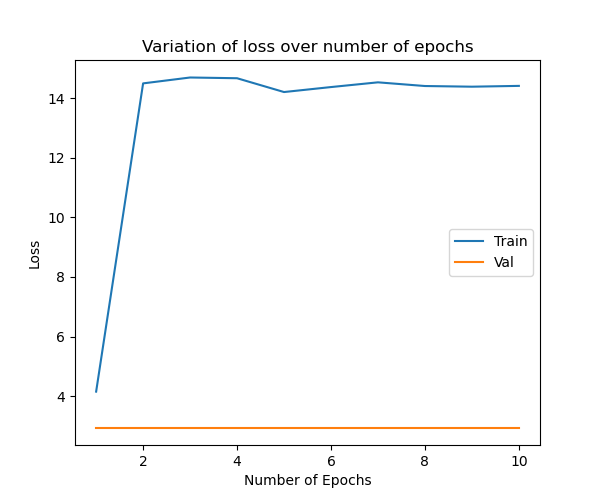 Variation of loss over number of epochs
14
12
10
8
6
4
Loss
Train
Val
2 4 6 8 10
Number of Epochs